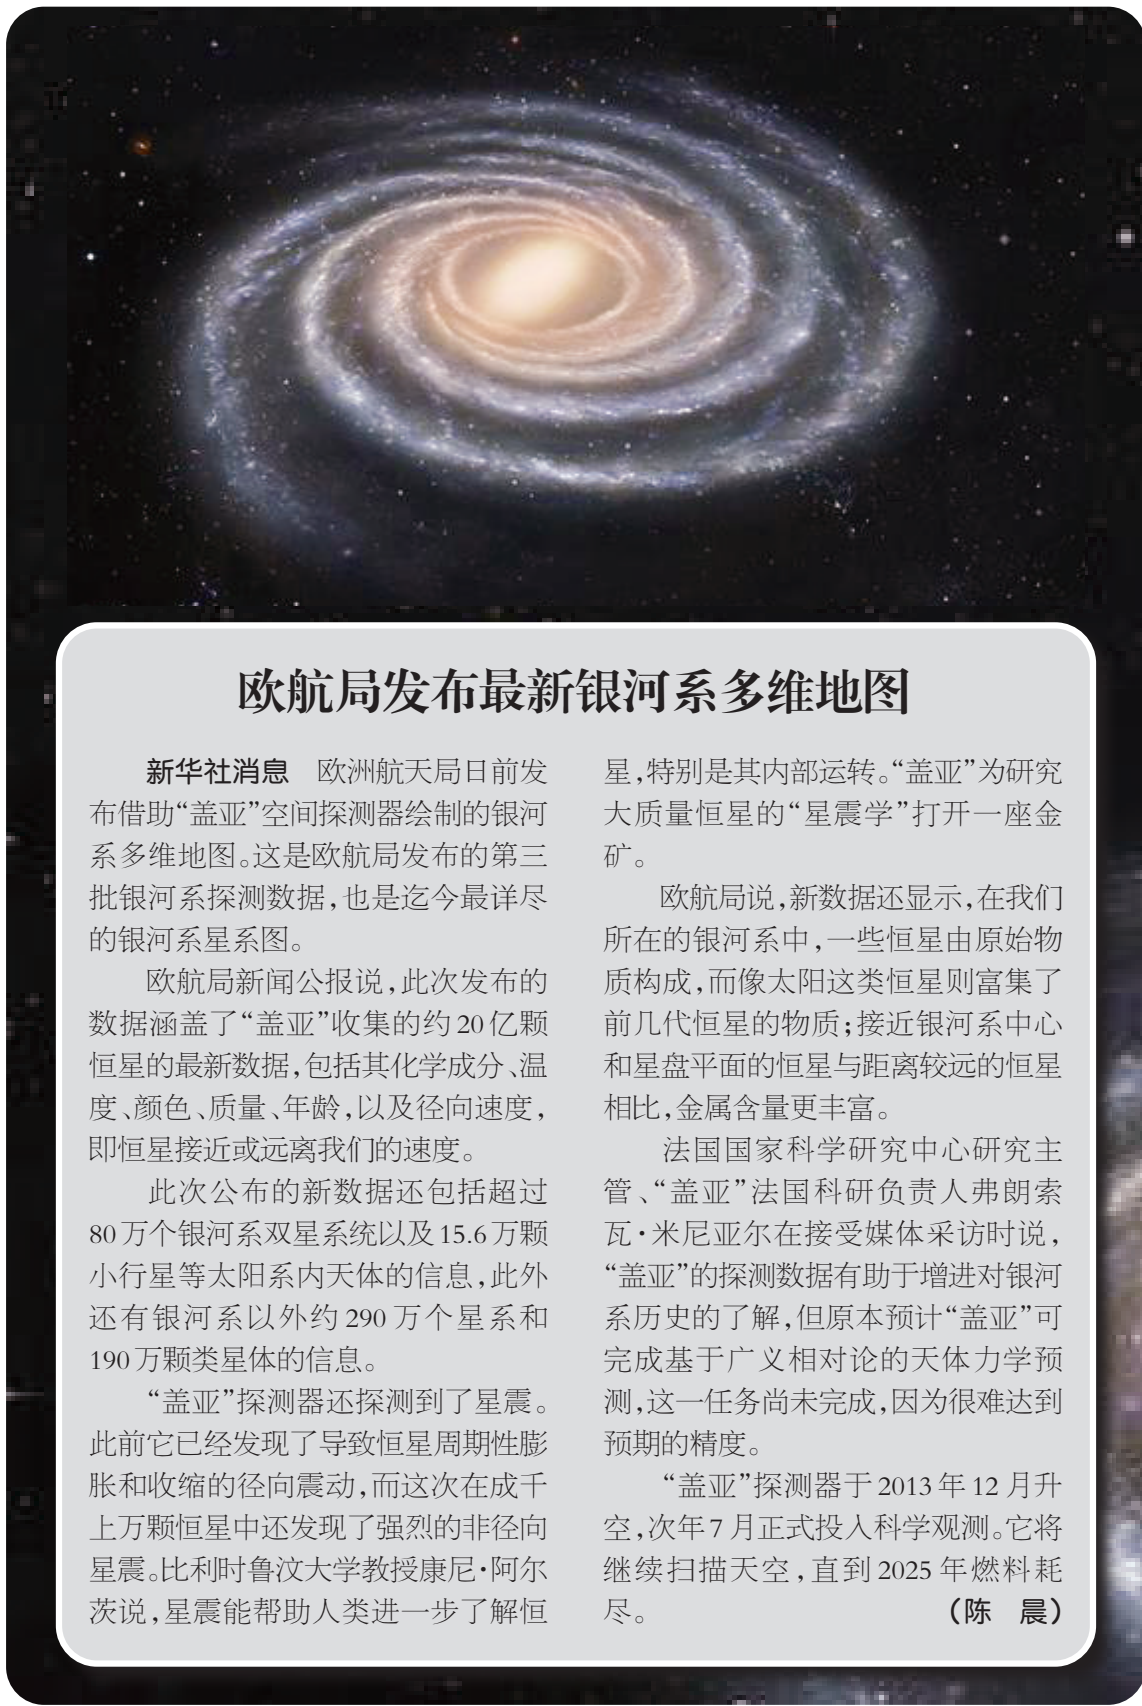 欧航局发布最新银河系多维地图
新华社消息　欧洲航天局日前发
布借助“盖亚”空间探测器绘制的银河
系多维地图。这是欧航局发布的第三
批银河系探测数据,也是迄今最详尽
的银河系星系图。
欧航局新闻公报说,此次发布的
数据涵盖了“盖亚”收集的约20亿颗
恒星的最新数据,包括其化学成分、温
度、颜色、质量、年龄,以及径向速度,
即恒星接近或远离我们的速度。
此次公布的新数据还包括超过
80万个银河系双星系统以及15.6万颗
小行星等太阳系内天体的信息,此外
还有银河系以外约290万个星系和
190万颗类星体的信息。
“盖亚”探测器还探测到了星震。
此前它已经发现了导致恒星周期性膨
胀和收缩的径向震动,而这次在成千
上万颗恒星中还发现了强烈的非径向
星震。比利时鲁汶大学教授康尼·阿尔
茨说,星震能帮助人类进一步了解恒
星,特别是其内部运转。“盖亚”为研究
大质量恒星的“星震学”打开一座金
矿。
欧航局说,新数据还显示,在我们
所在的银河系中,一些恒星由原始物
质构成,而像太阳这类恒星则富集了
前几代恒星的物质;接近银河系中心
和星盘平面的恒星与距离较远的恒星
相比,金属含量更丰富。
法国国家科学研究中心研究主
管、“盖亚”法国科研负责人弗朗索
瓦·米尼亚尔在接受媒体采访时说,
“盖亚”的探测数据有助于增进对银河
系历史的了解,但原本预计“盖亚”可
完成基于广义相对论的天体力学预
测,这一任务尚未完成,因为很难达到
预期的精度。
“盖亚”探测器于2013年12月升
空,次年7月正式投入科学观测。它将
继续扫描天空,直到2025年燃料耗
尽。　（陈　晨）